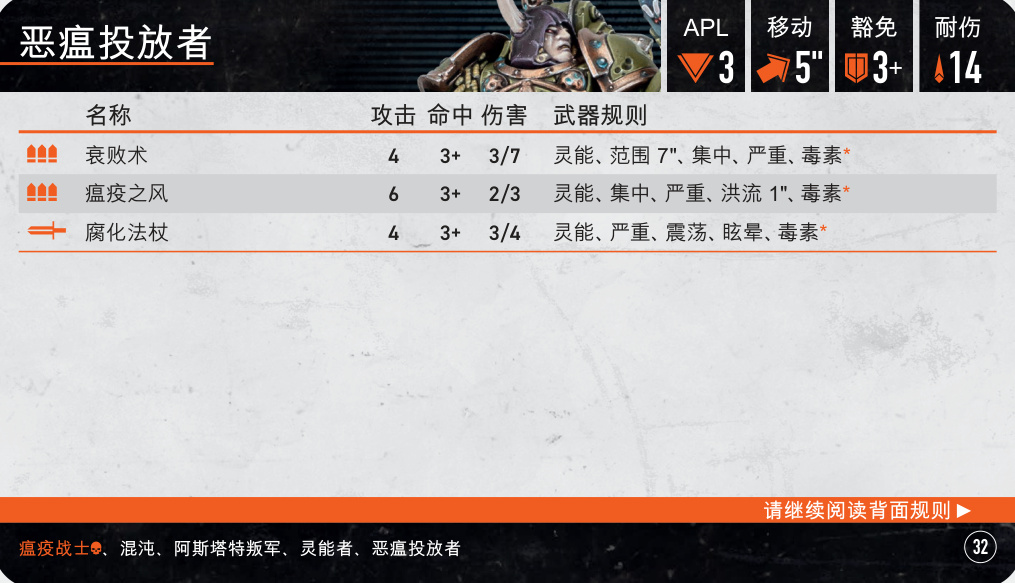 恶瘟投放者
APL 移动 豁免 耐伤
3 5" 3+ 14
名称 攻击 命中 伤害 武器规则
衰败术 4 3+ 3/7 灵能、范围 7"、集中、严重、毒素*
瘟疫之风 6 3+ 2/3 灵能、集中、严重、洪流 1"、毒素*
腐化法杖 4 3+ 3/4 灵能、严重、震荡、眩晕、毒素*
请继续阅读背面规则▶
瘟疫战士💀、混沌、阿斯塔特叛军、灵能者、恶瘟投放者
32